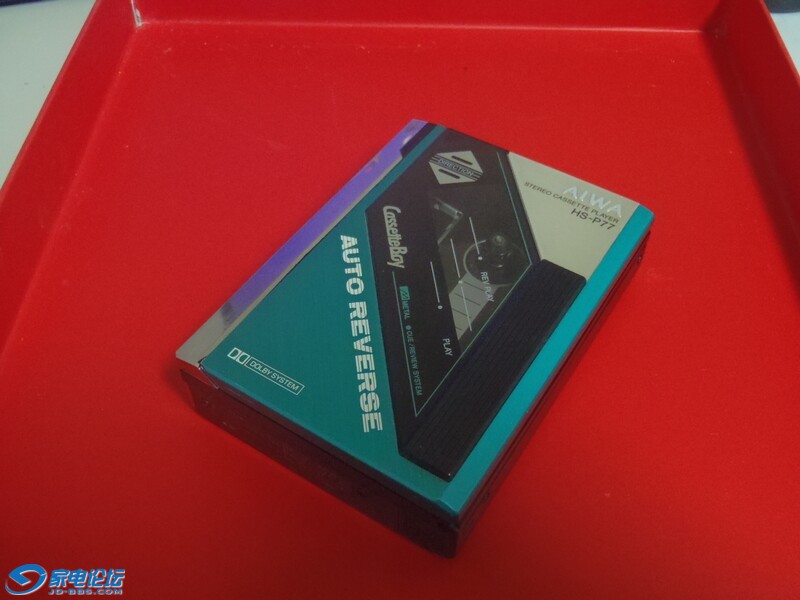 DIRECTION
AIWA
STEREO CASSETTE PLAYER
HS-P77
CassetteBoy
REV PLAY
PLAY
METAL
CUE/REVIEW SYSTEM
AUTO REVERSE
DOLBY SYSTEM
家电论坛
JD-BBS.COM